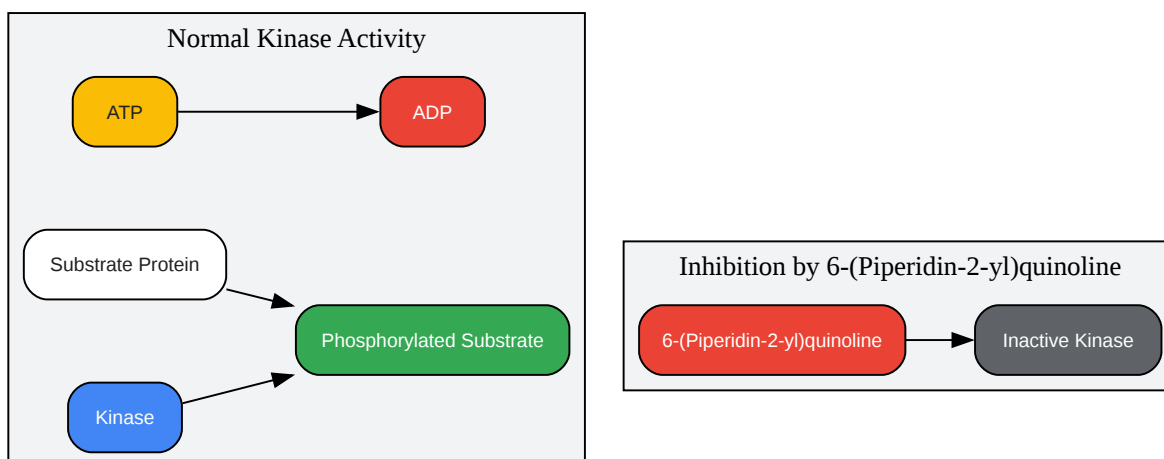 Normal Kinase Activity
ATP
ADP
Substrate Protein
Phosphorylated Substrate
Kinase
Inhibition by 6-(Piperidin-2-yl)quinoline
6-(Piperidin-2-yl)quinoline
Inactive Kinase